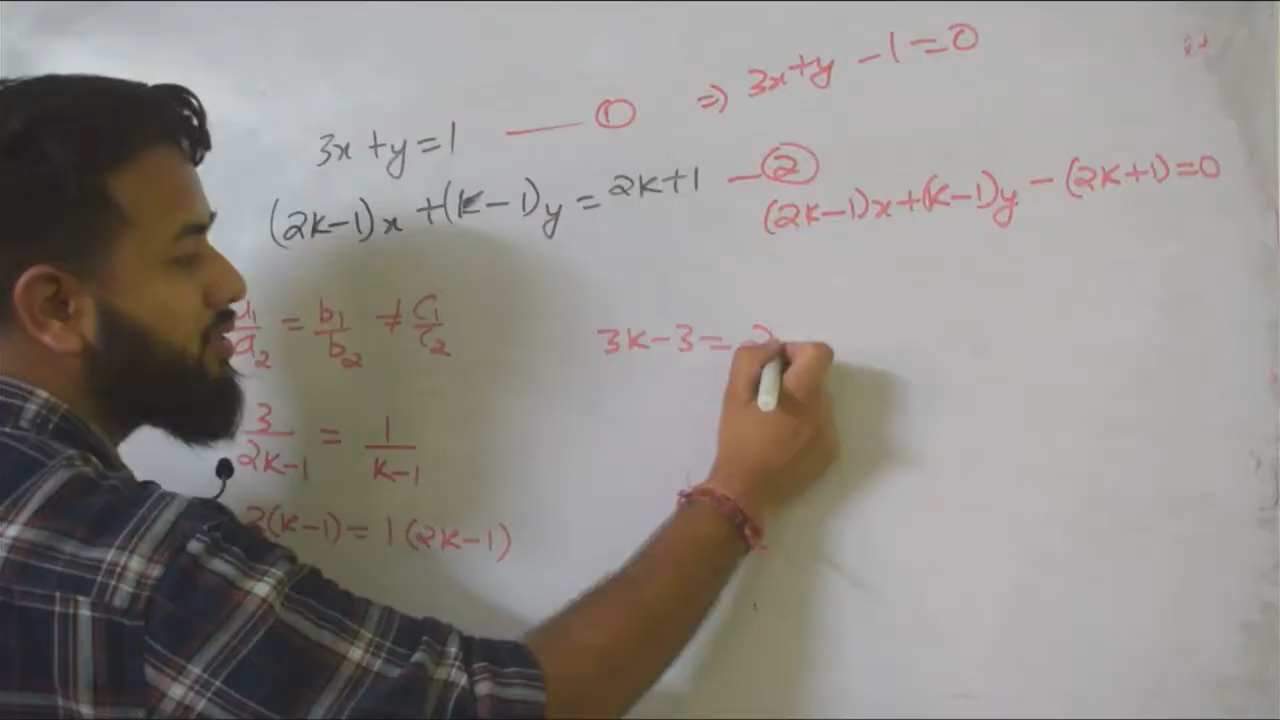 3x+y=1 —— ① ⇒ 3x+y-1=0
(2k-1)x+(k-1)y=2k+1 —② (2k-1)x+(k-1)y-(2k+1)=0
a₁/a₂ = b₁/b₂ ≠ c₁/c₂
3/(2k-1) = 1/(k-1)
3(k-1)=1(2k-1)
3k-3=2